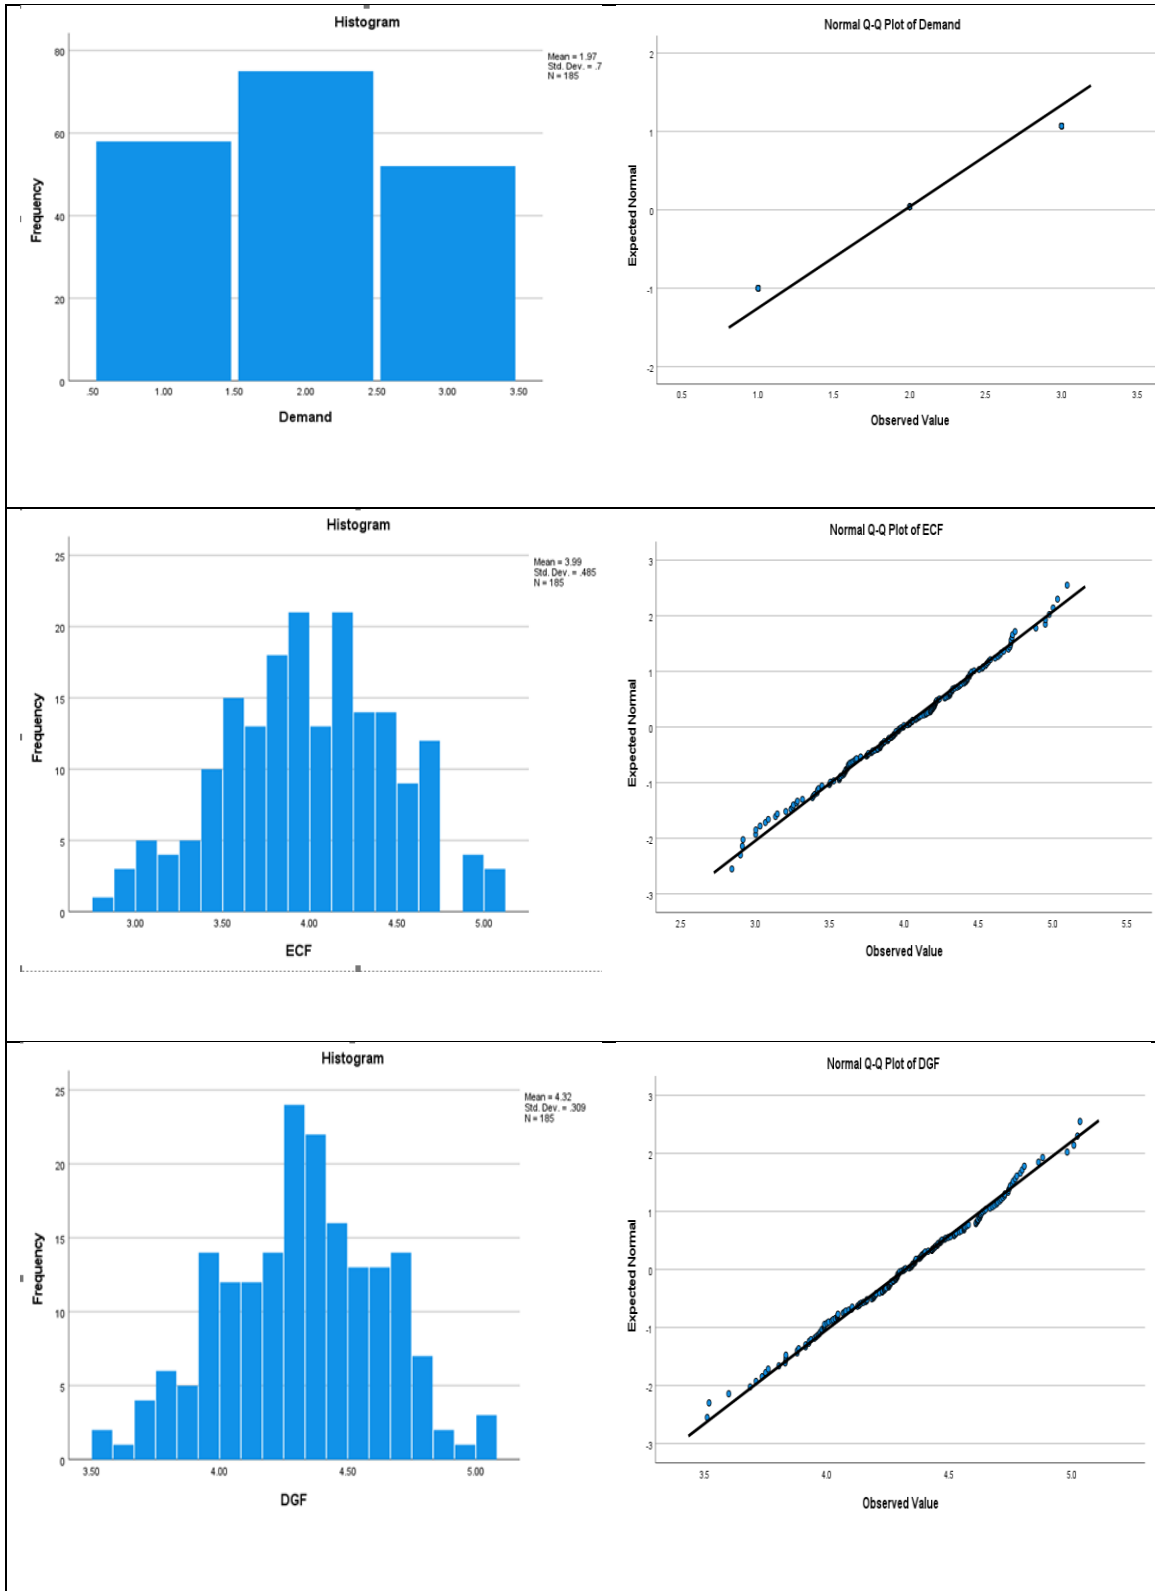 Histogram
Mean = 1.97
Std. Dev. = .7
N = 185
80
60
40
20
0
Frequency
.50 1.00 1.50 2.00 2.50 3.00 3.50
Demand
Normal Q-Q Plot of Demand
2
1
0
-1
-2
Expected Normal
0.5 1.0 1.5 2.0 2.5 3.0 3.5
Observed Value
Histogram
Mean = 3.99
Std. Dev. = .485
N = 185
25
20
15
10
5
0
Frequency
3.00 3.50 4.00 4.50 5.00
ECF
Normal Q-Q Plot of ECF
3
2
1
0
-1
-2
-3
Expected Normal
2.5 3.0 3.5 4.0 4.5 5.0 5.5
Observed Value
Histogram
Mean = 4.32
Std. Dev. = .309
N = 185
25
20
15
10
5
0
Frequency
3.50 4.00 4.50 5.00
DGF
Normal Q-Q Plot of DGF
3
2
1
0
-1
-2
-3
Expected Normal
3.5 4.0 4.5 5.0
Observed Value